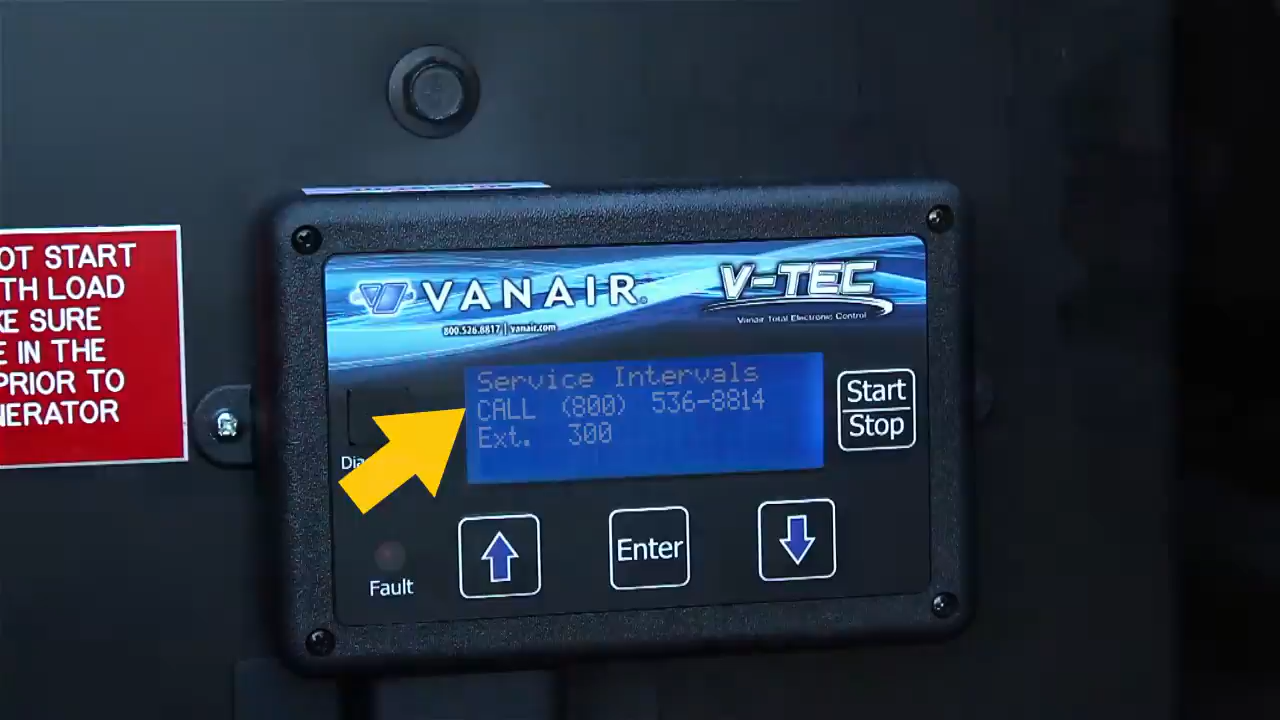 OT START
TH LOAD
KE SURE
E IN THE
PRIOR TO
NERATOR
VANAIR®
800.526.8817 | vanair.com
V-TEC
Vanair Total Electronic Control
Service Intervals
CALL (800) 536-8814
Ext. 300
Start
Stop
Dia
Enter
Fault